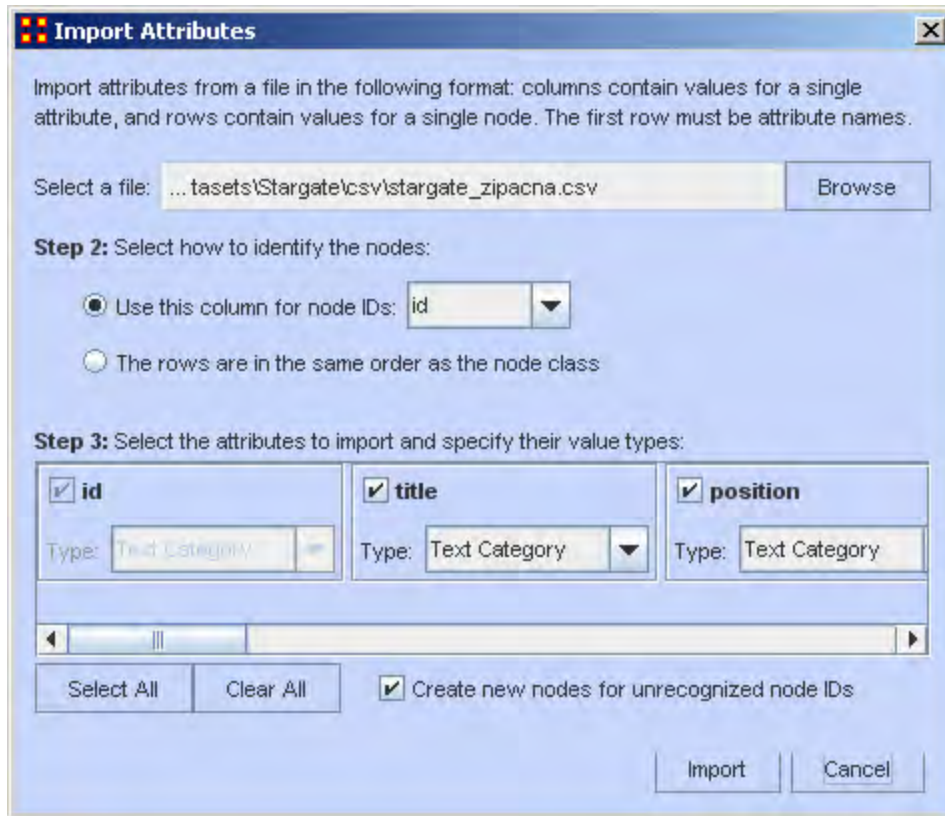 Import Attributes
Import attributes from a file in the following format: columns contain values for a single
attribute, and rows contain values for a single node. The first row must be attribute names.
Select a file: ... tasets\Stargate\csv\stargate_zipacna.csv Browse
Step 2: Select how to identify the nodes:
Use this column for node IDs: id
The rows are in the same order as the node class
Step 3: Select the attributes to import and specify their value types:
id title position
Type: Text Category Type: Text Category Type: Text Category
Select All Clear All Create new nodes for unrecognized node IDs
Import Cancel